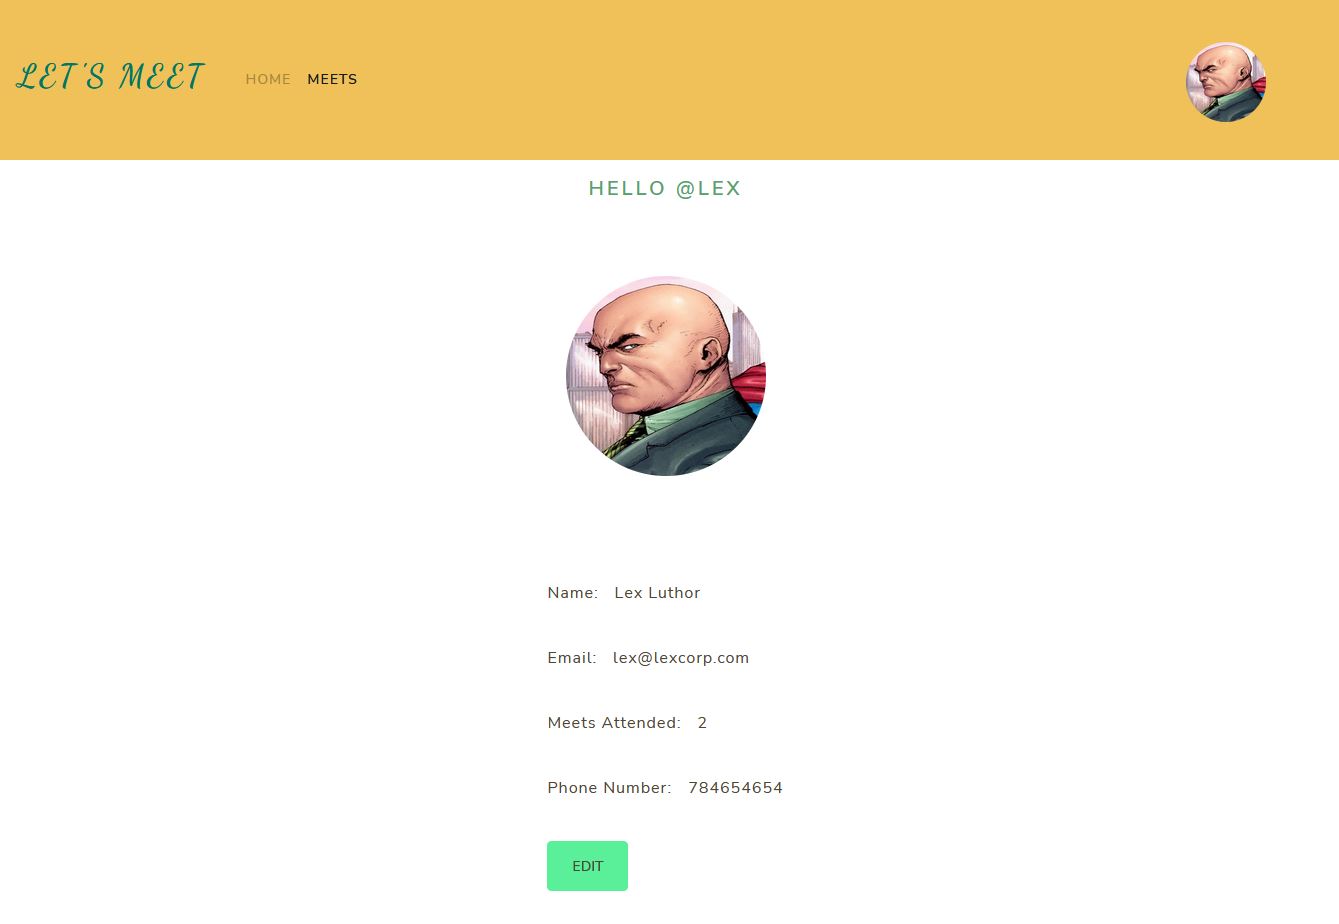 LET'S MEET HOME MEETS
HELLO @LEX
Name: Lex Luthor
Email: lex@lexcorp.com
Meets Attended: 2
Phone Number: 784654654
EDIT